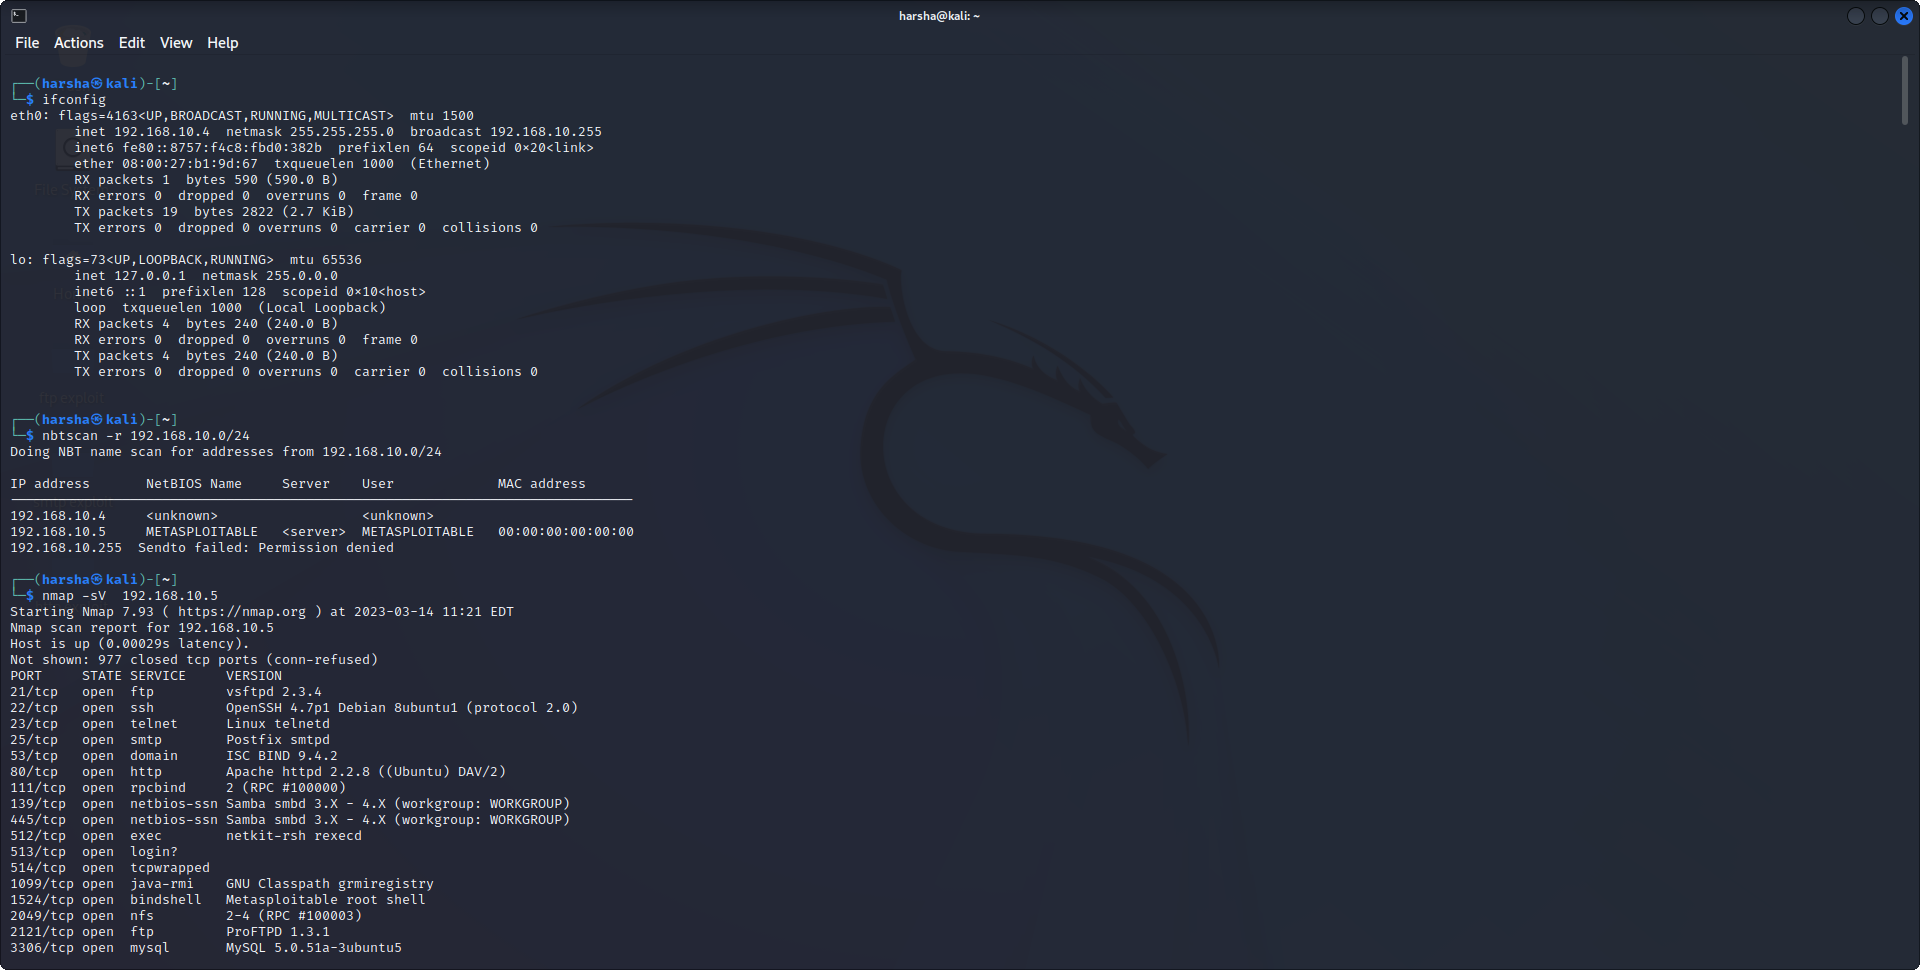 harsha@kali: ~
File Actions Edit View Help
┌──(harsha㉿kali)-[~]
└─$ ifconfig
eth0: flags=4163<UP,BROADCAST,RUNNING,MULTICAST>  mtu 1500
        inet 192.168.10.4  netmask 255.255.255.0  broadcast 192.168.10.255
        inet6 fe80::8757:f4c8:fbd0:382b  prefixlen 64  scopeid 0×20<link>
        ether 08:00:27:b1:9d:67  txqueuelen 1000  (Ethernet)
        RX packets 1  bytes 590 (590.0 B)
        RX errors 0  dropped 0  overruns 0  frame 0
        TX packets 19  bytes 2822 (2.7 KiB)
        TX errors 0  dropped 0 overruns 0  carrier 0  collisions 0
lo: flags=73<UP,LOOPBACK,RUNNING>  mtu 65536
        inet 127.0.0.1  netmask 255.0.0.0
        inet6 ::1  prefixlen 128  scopeid 0×10<host>
        loop  txqueuelen 1000  (Local Loopback)
        RX packets 4  bytes 240 (240.0 B)
        RX errors 0  dropped 0  overruns 0  frame 0
        TX packets 4  bytes 240 (240.0 B)
        TX errors 0  dropped 0 overruns 0  carrier 0  collisions 0
ftp exploit
┌──(harsha㉿kali)-[~]
└─$ nbtscan -r 192.168.10.0/24
Doing NBT name scan for addresses from 192.168.10.0/24
IP address       NetBIOS Name     Server    User             MAC address
192.168.10.4     <unknown>                  <unknown>
192.168.10.5     METASPLOITABLE   <server>  METASPLOITABLE   00:00:00:00:00:00
192.168.10.255  Sendto failed: Permission denied
┌──(harsha㉿kali)-[~]
└─$ nmap -sV  192.168.10.5
Starting Nmap 7.93 ( https://nmap.org ) at 2023-03-14 11:21 EDT
Nmap scan report for 192.168.10.5
Host is up (0.00029s latency).
Not shown: 977 closed tcp ports (conn-refused)
PORT     STATE SERVICE     VERSION
21/tcp   open  ftp         vsftpd 2.3.4
22/tcp   open  ssh         OpenSSH 4.7p1 Debian 8ubuntu1 (protocol 2.0)
23/tcp   open  telnet      Linux telnetd
25/tcp   open  smtp        Postfix smtpd
53/tcp   open  domain      ISC BIND 9.4.2
80/tcp   open  http        Apache httpd 2.2.8 ((Ubuntu) DAV/2)
111/tcp  open  rpcbind     2 (RPC #100000)
139/tcp  open  netbios-ssn Samba smbd 3.X - 4.X (workgroup: WORKGROUP)
445/tcp  open  netbios-ssn Samba smbd 3.X - 4.X (workgroup: WORKGROUP)
512/tcp  open  exec        netkit-rsh rexecd
513/tcp  open  login?
514/tcp  open  tcpwrapped
1099/tcp open  java-rmi    GNU Classpath grmiregistry
1524/tcp open  bindshell   Metasploitable root shell
2049/tcp open  nfs         2-4 (RPC #100003)
2121/tcp open  ftp         ProFTPD 1.3.1
3306/tcp open  mysql       MySQL 5.0.51a-3ubuntu5